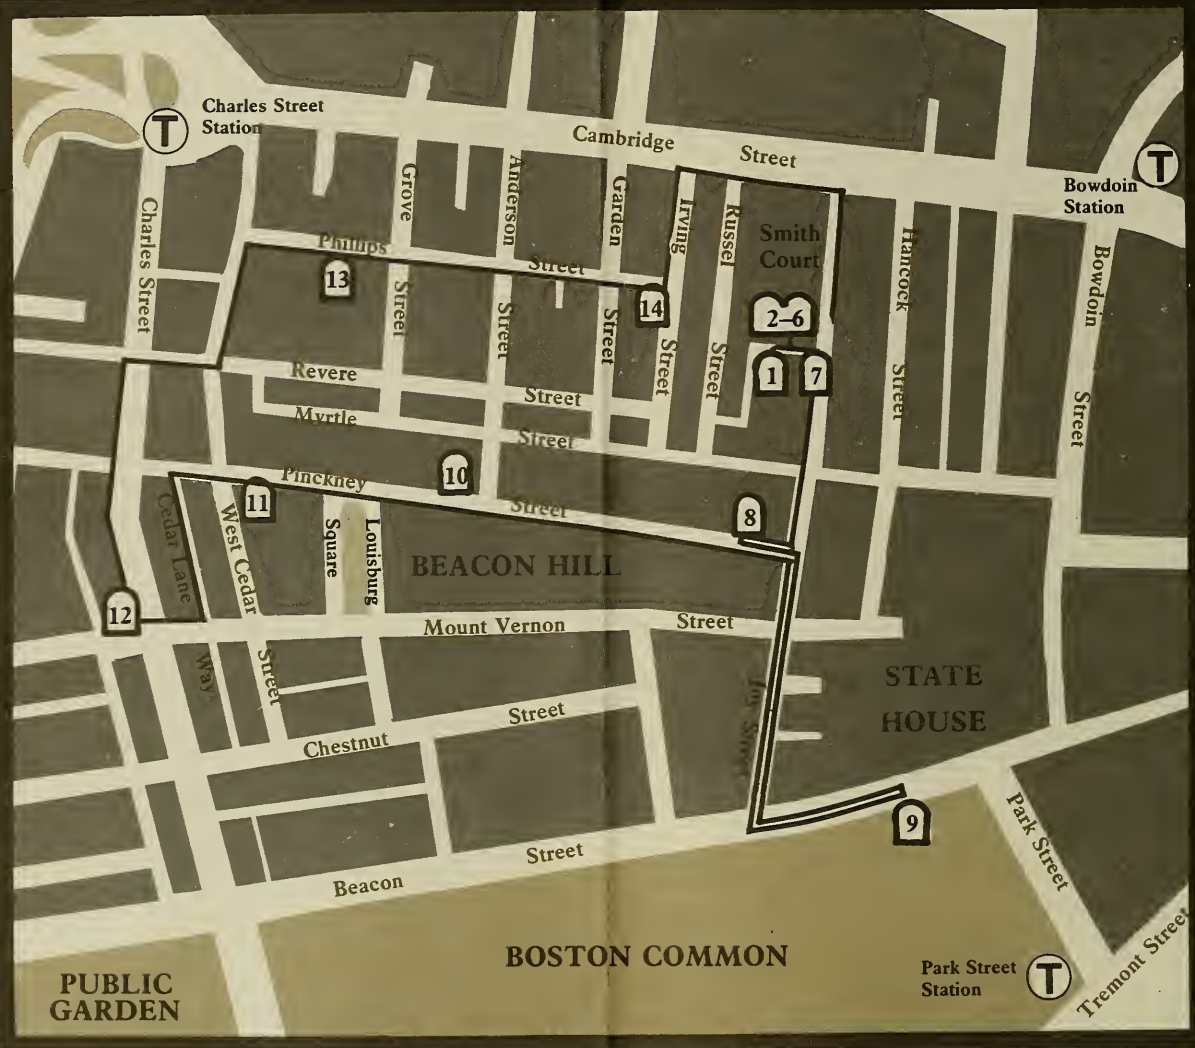 T
Charles Street
Station
Cambridge
Street
T
Bowdoin
Station
Charles Street
Grove
Street
Anderson
Street
Garden
Street
Irving
Street
Russel
Street
Smith
Court
Hancock
Street
Bowdoin
Street
Phillips
Street
13
14
2–6
1
7
Revere
Street
Myrtle
Street
10
Pinckney
Street
11
8
Cedar Lane
Way
West Cedar
Street
Square
Louisburg
BEACON HILL
12
Mount Vernon
Street
STATE
HOUSE
Joy Street
Chestnut
Street
9
Park Street
Beacon
Street
BOSTON COMMON
PUBLIC
GARDEN
Park Street
Station
T
Tremont Street